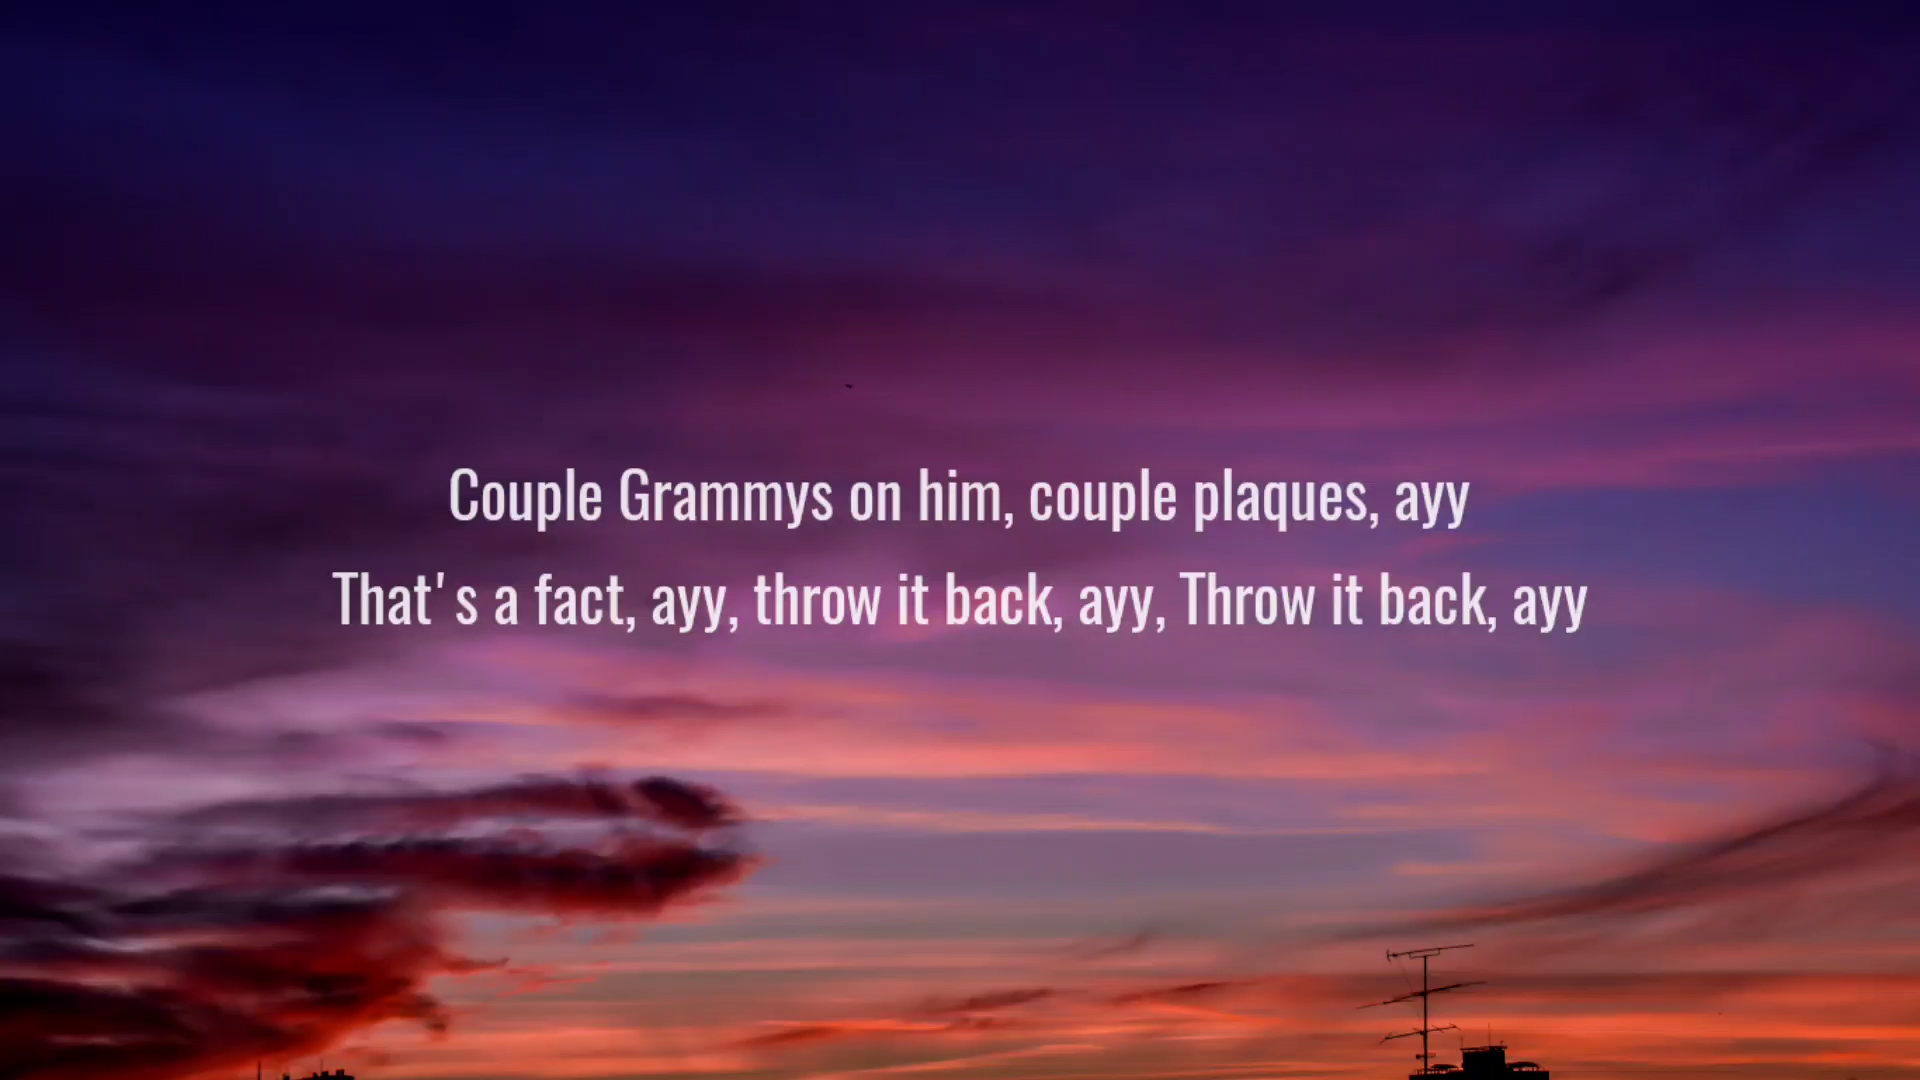 Couple Grammys on him, couple plaques, ayy
That's a fact, ayy, throw it back, ayy, Throw it back, ayy